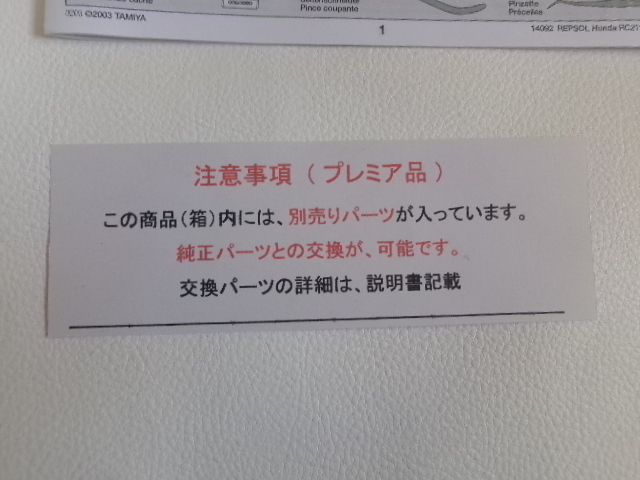 Pince coupante
Pinzette
Précelles
0203 ©2003 TAMIYA
1
14092 REPSOL Honda RC21
注意事項(プレミア品)
この商品(箱)内には、別売りパーツが入っています。
純正パーツとの交換が、可能です。
交換パーツの詳細は、説明書記載